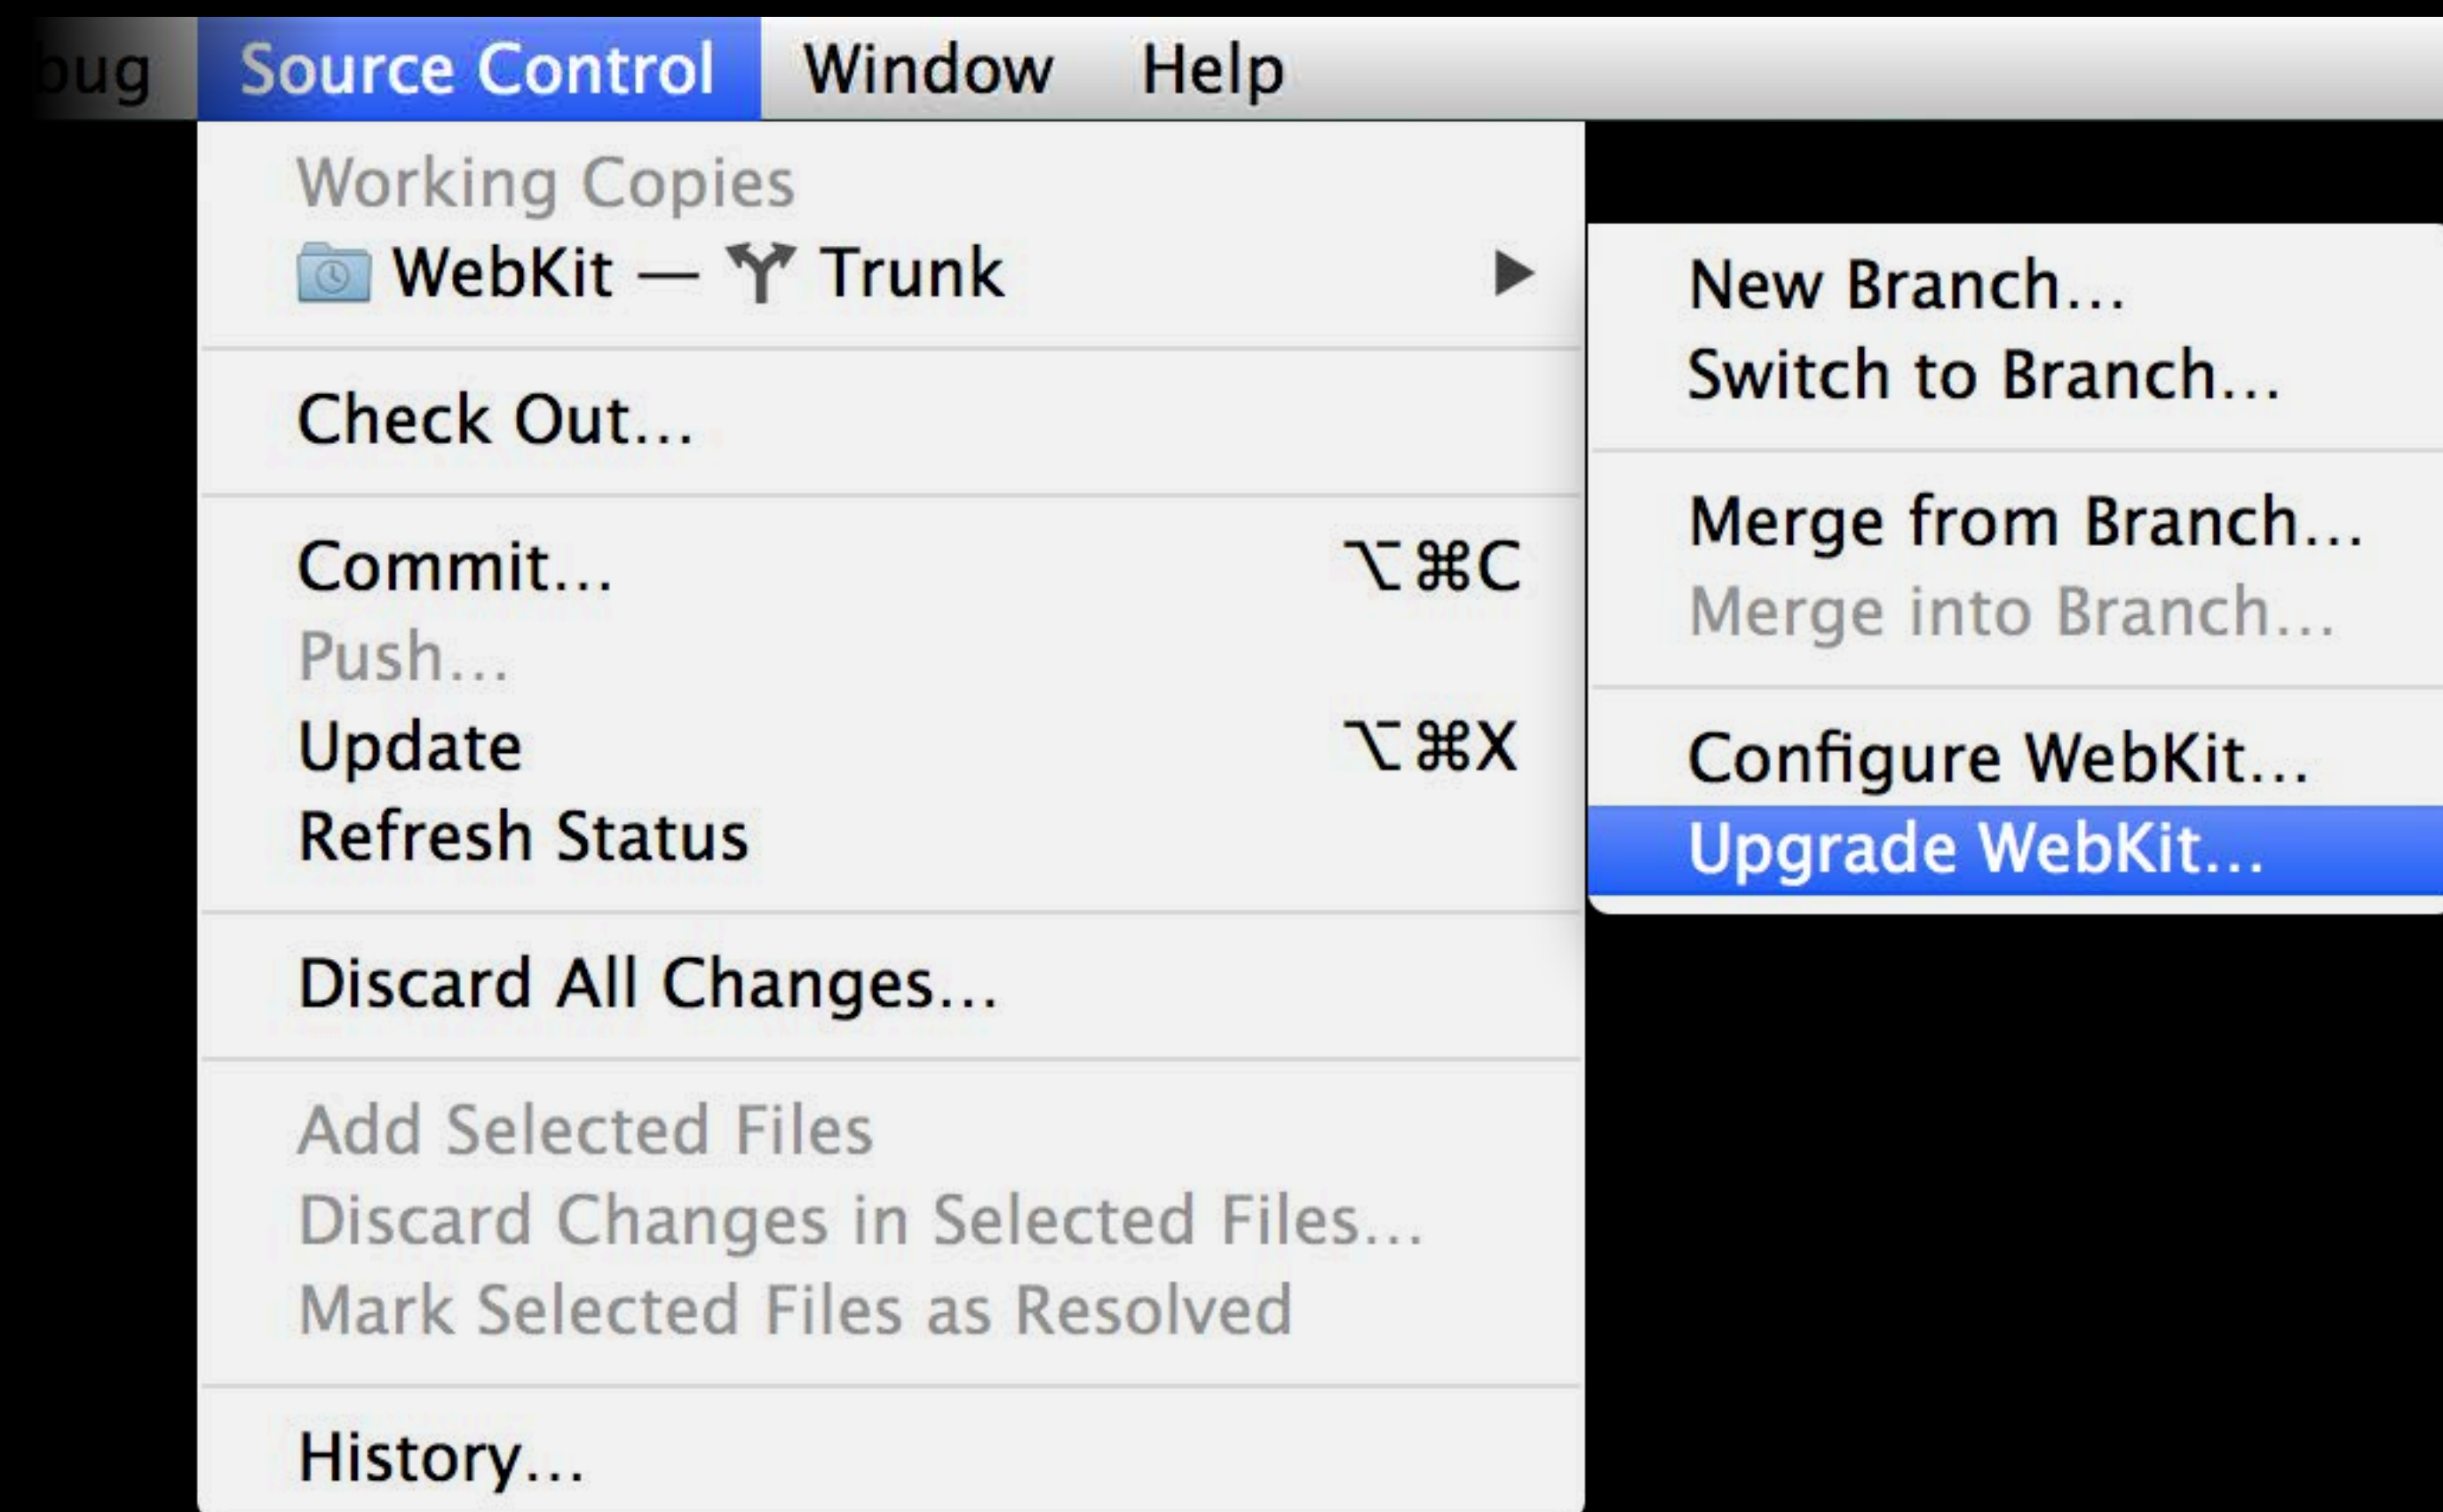 bug Source Control Window Help
Working Copies
WebKit — Trunk
Check Out...
Commit... ⌥⌘C
Push...
Update ⌥⌘X
Refresh Status
Discard All Changes...
Add Selected Files
Discard Changes in Selected Files...
Mark Selected Files as Resolved
History...
New Branch...
Switch to Branch...
Merge from Branch...
Merge into Branch...
Configure WebKit...
Upgrade WebKit...